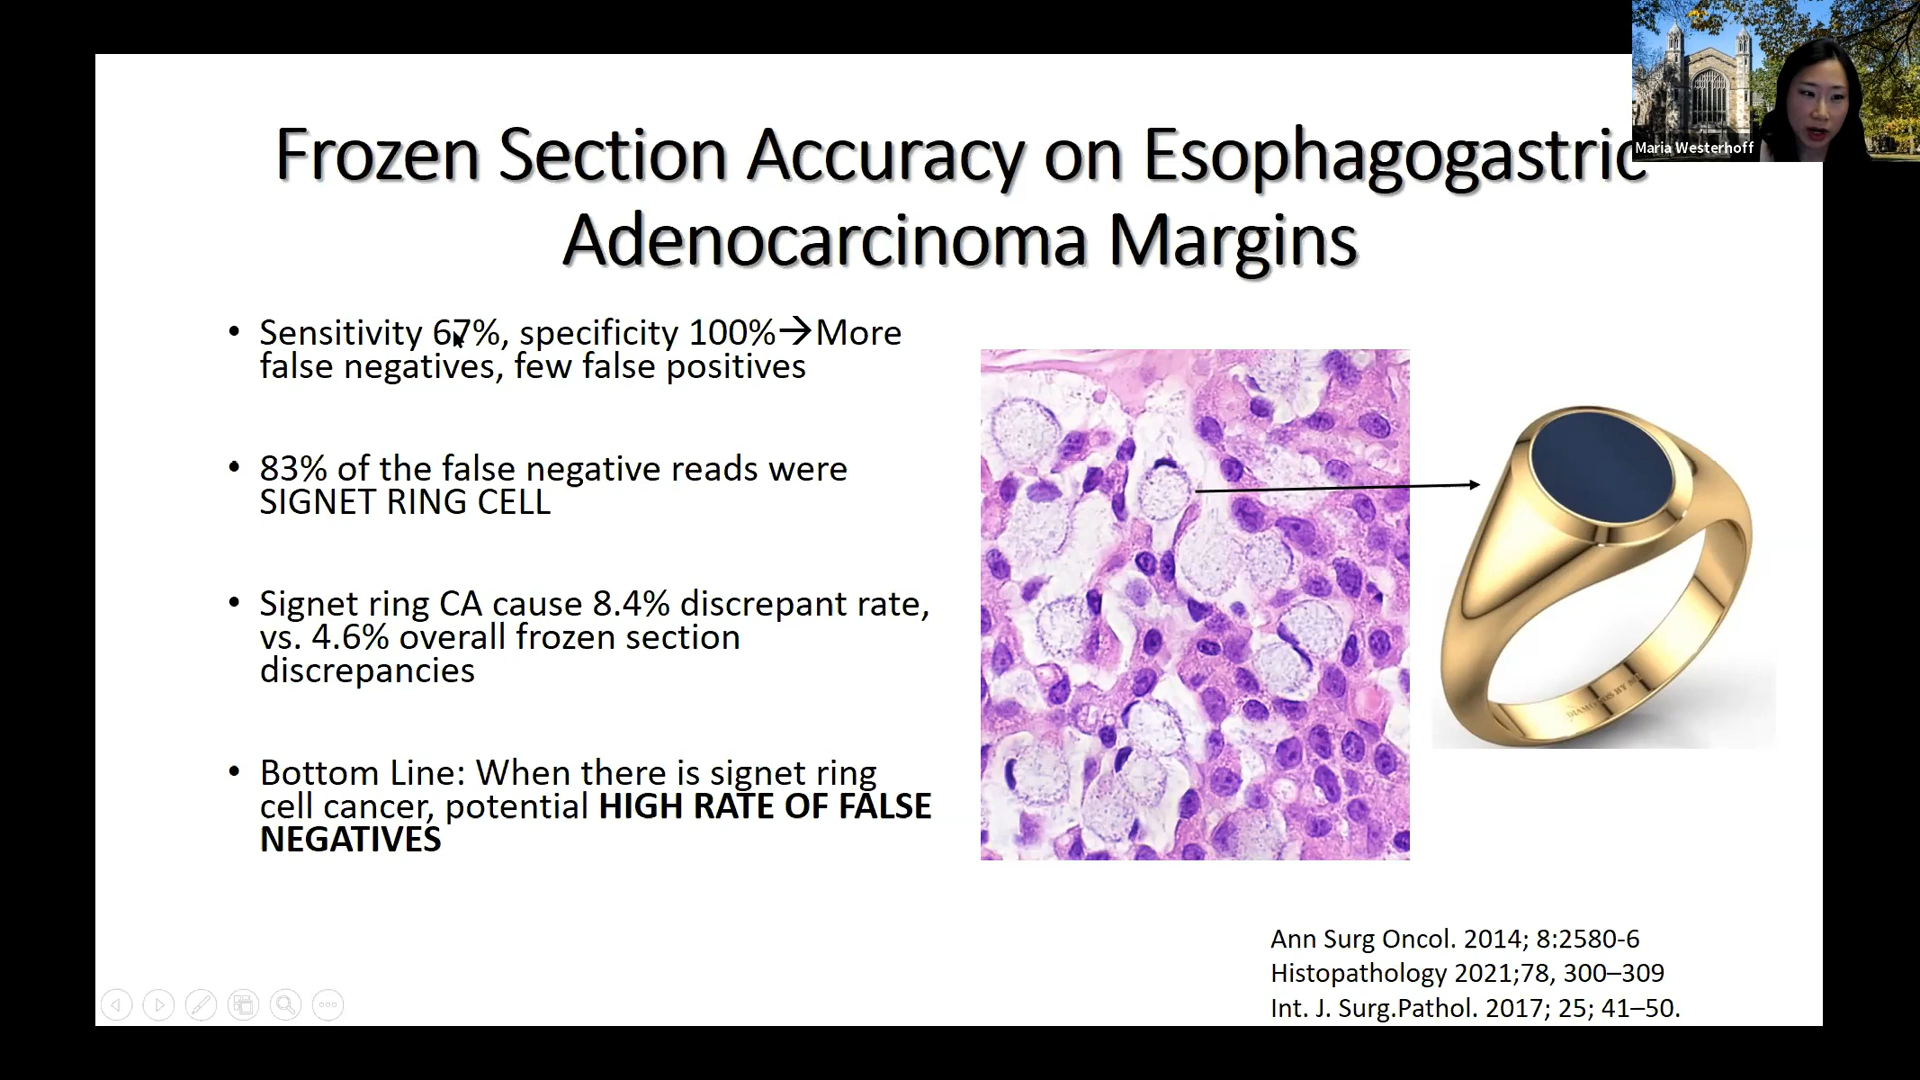 Maria Westerhoff
Frozen Section Accuracy on Esophagogastric
Adenocarcinoma Margins
• Sensitivity 67%, specificity 100%→More
false negatives, few false positives
• 83% of the false negative reads were
SIGNET RING CELL
• Signet ring CA cause 8.4% discrepant rate,
vs. 4.6% overall frozen section
discrepancies
• Bottom Line: When there is signet ring
cell cancer, potential HIGH RATE OF FALSE
NEGATIVES
Ann Surg Oncol. 2014; 8:2580-6
Histopathology 2021;78, 300–309
Int. J. Surg.Pathol. 2017; 25; 41–50.